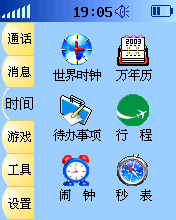 19:05
通话
消息
时间
游戏
工具
设置
2003
世界时钟 万年历
待办事项 行 程
闹 钟 秒 表